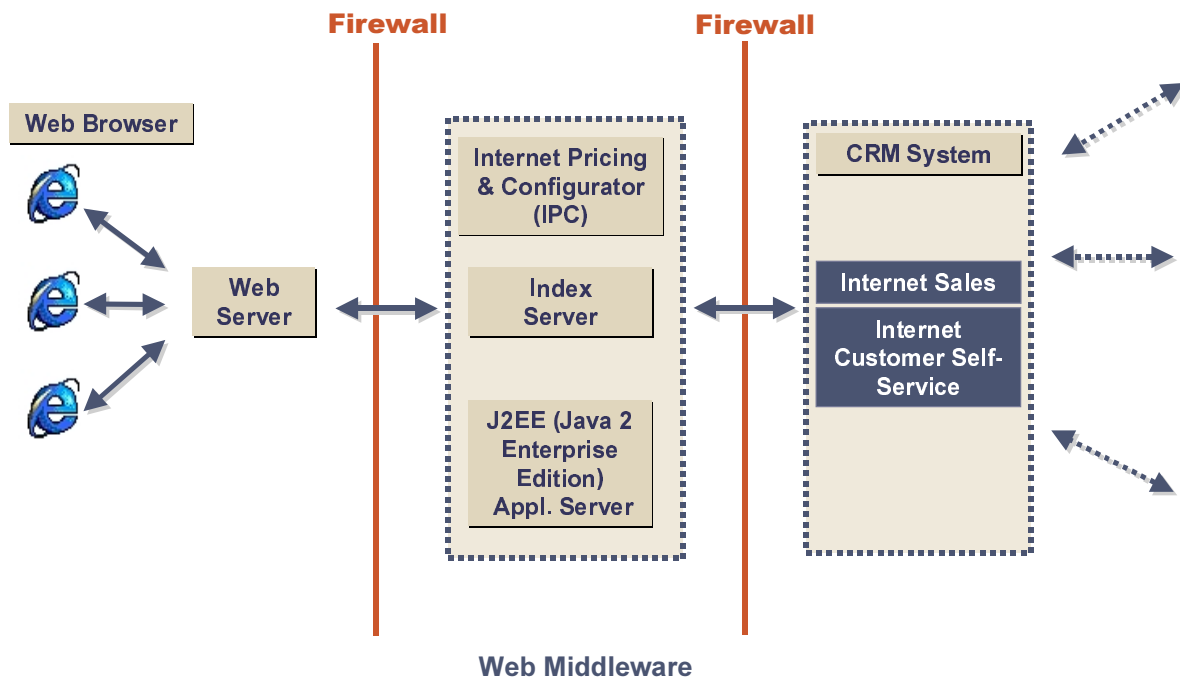 Firewall
Firewall
Web Browser
Web
Server
Internet Pricing
& Configurator
(IPC)
Index
Server
J2EE (Java 2
Enterprise
Edition)
Appl. Server
CRM System
Internet Sales
Internet
Customer Self-
Service
Web Middleware